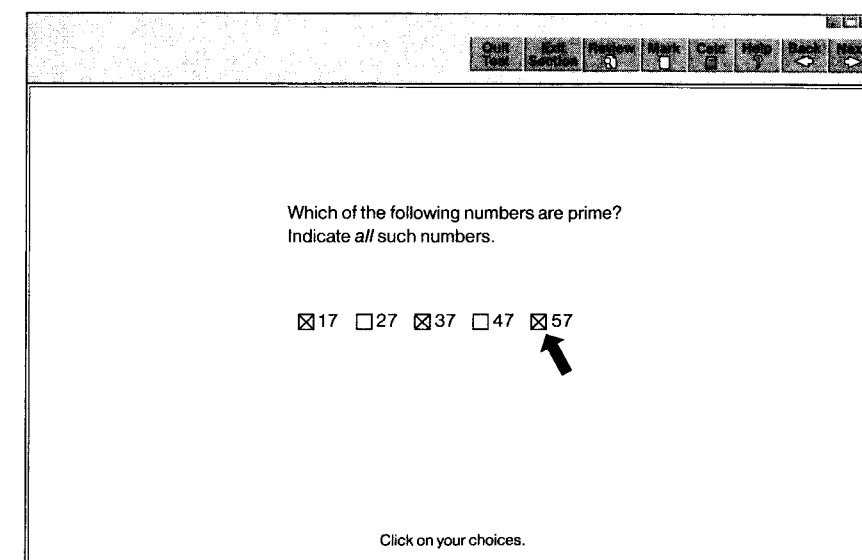 Quit Test Exit Section Review Mark Calc Help Back Next
Which of the following numbers are prime?
Indicate all such numbers.
17 27 37 47 57
Click on your choices.